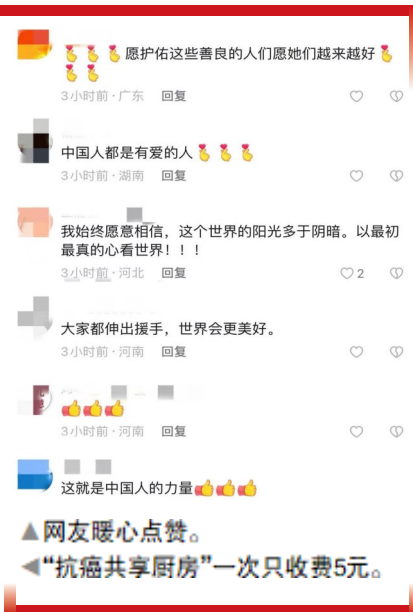 愿护佑这些善良的人们愿她们越来越好
3小时前·广东 回复
中国人都是有爱的人
3小时前·湖南 回复
我始终愿意相信，这个世界的阳光多于阴暗。以最初
最真的心看世界！！！
3小时前·河北 回复 2
大家都伸出援手，世界会更美好。
3小时前·河南 回复
3小时前·河南 回复
这就是中国人的力量
▲网友暖心点赞。
◀“抗癌共享厨房”一次只收费5元。